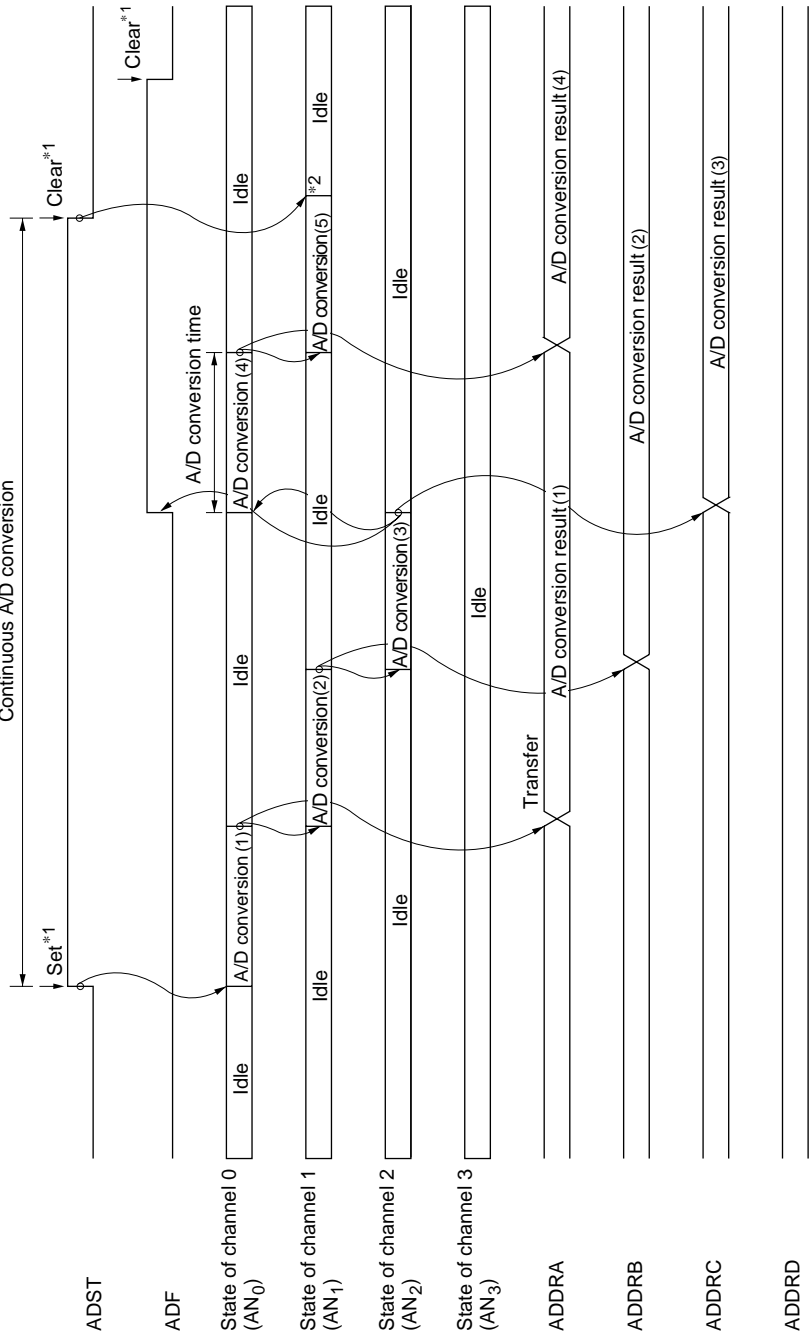 Continuous A/D conversion
Set*1
Clear*1
ADST
Clear*1
ADF
A/D conversion time
State of channel 0
(AN0)
Idle
A/D conversion (1)
Idle
A/D conversion (4)
Idle
State of channel 1
(AN1)
Idle
A/D conversion (2)
Idle
A/D conversion (5)
*2
Idle
State of channel 2
(AN2)
Idle
A/D conversion (3)
Idle
State of channel 3
(AN3)
Idle
Transfer
ADDRA
A/D conversion result (1)
A/D conversion result (4)
ADDRB
A/D conversion result (2)
ADDRC
A/D conversion result (3)
ADDRD